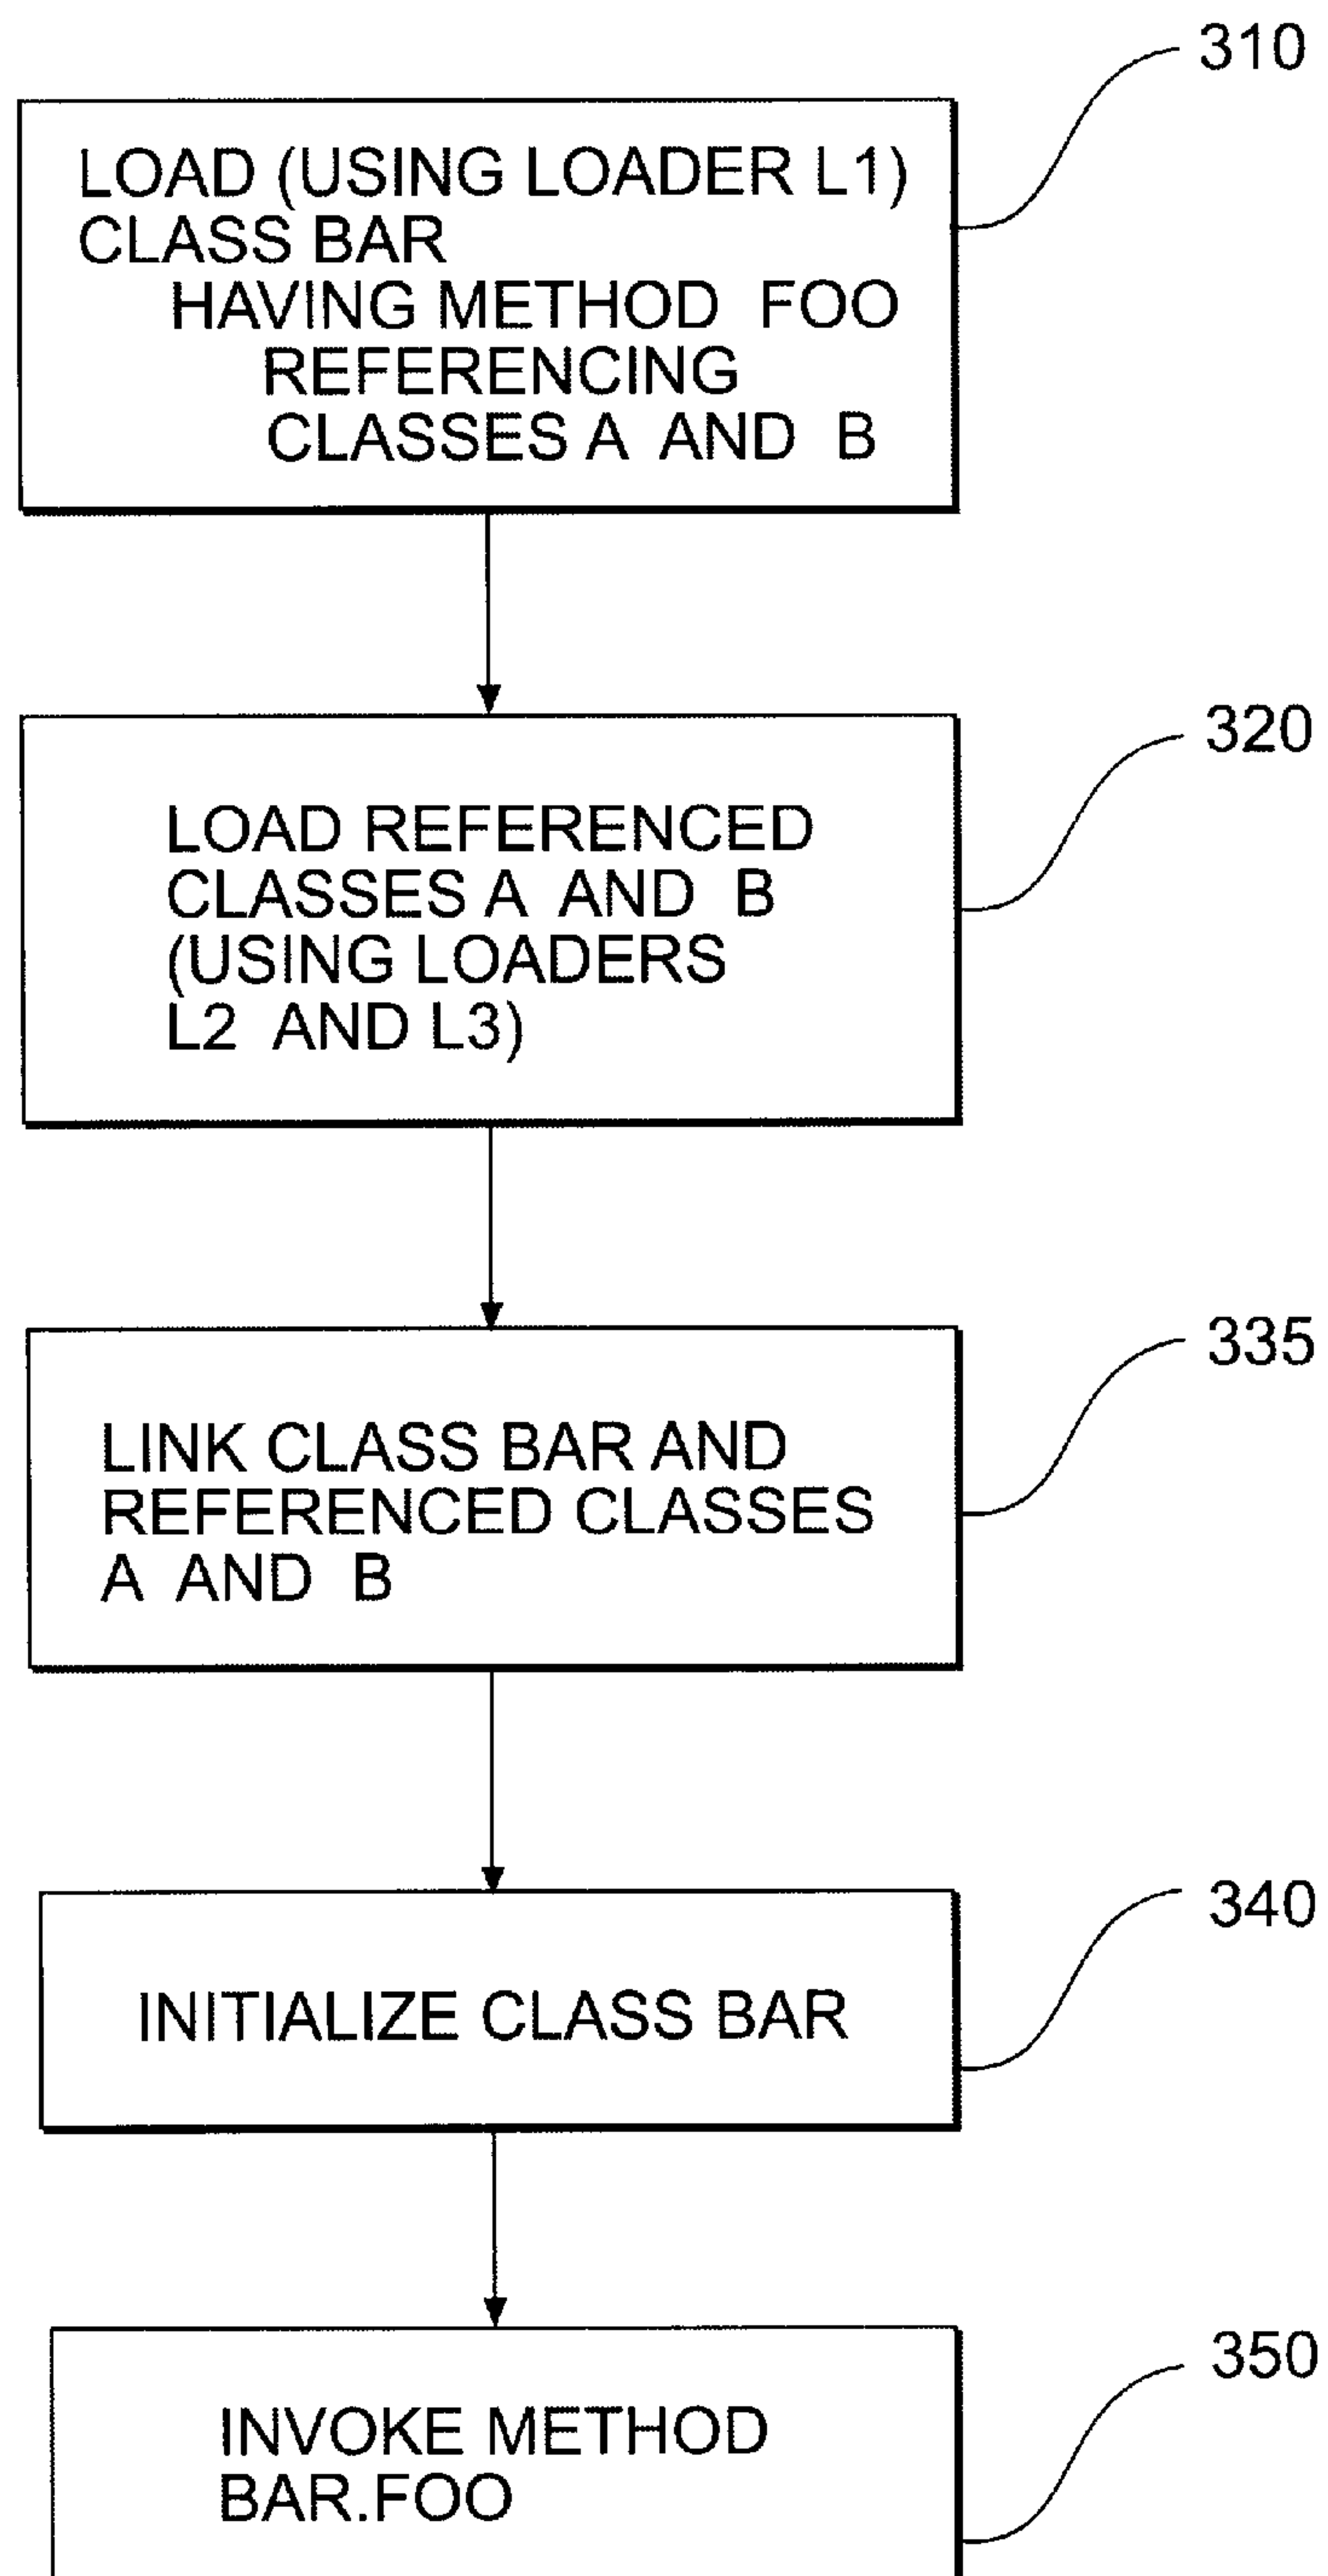 310
LOAD (USING LOADER L1)
CLASS BAR
HAVING METHOD FOO
REFERENCING
CLASSES A AND B
320
LOAD REFERENCED
CLASSES A AND B
(USING LOADERS
L2 AND L3)
335
LINK CLASS BAR AND
REFERENCED CLASSES
A AND B
340
INITIALIZE CLASS BAR
350
INVOKE METHOD
BAR.FOO